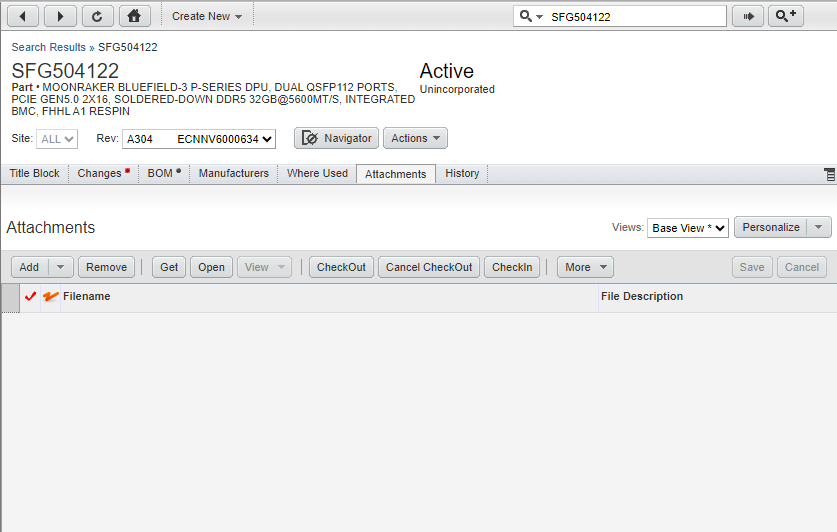 Create New
SFG504122
Search Results » SFG504122
SFG504122
Active
Part • MOONRAKER BLUEFIELD-3 P-SERIES DPU, DUAL QSFP112 PORTS,
PCIE GEN5.0 2X16, SOLDERED-DOWN DDR5 32GB@5600MT/S, INTEGRATED
BMC, FHHL A1 RESPIN
Unincorporated
Site: ALL Rev: A304 ECNNV6000634 Navigator Actions
Title Block Changes BOM Manufacturers Where Used Attachments History
Attachments
Views: Base View * Personalize
Add Remove Get Open View CheckOut Cancel CheckOut CheckIn More Save Cancel
Filename File Description